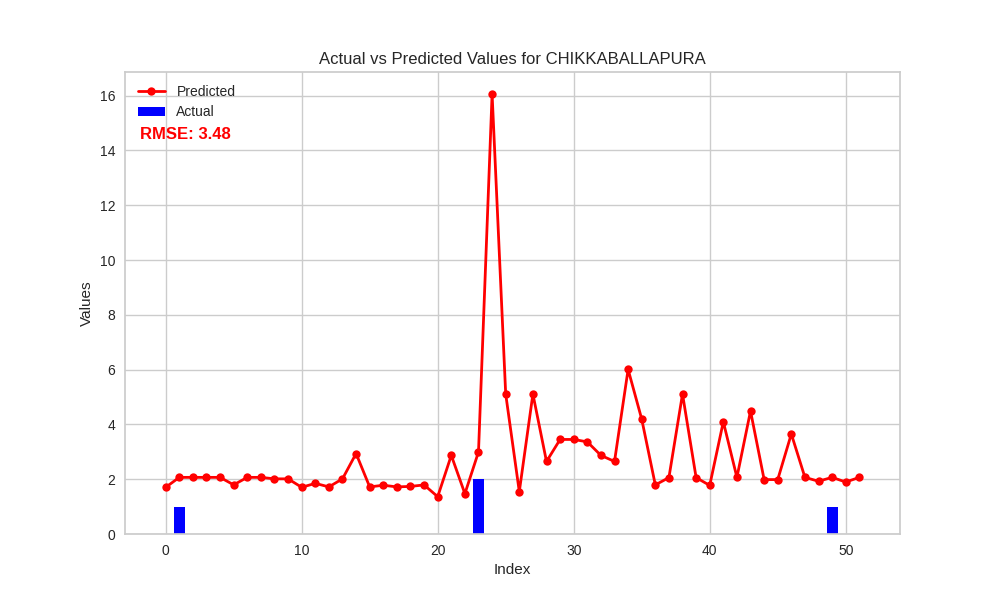 Actual vs Predicted Values for CHIKKABALLAPURA
Predicted
Actual
RMSE: 3.48
16
14
12
10
8
6
4
2
0
Values
0 10 20 30 40 50
Index